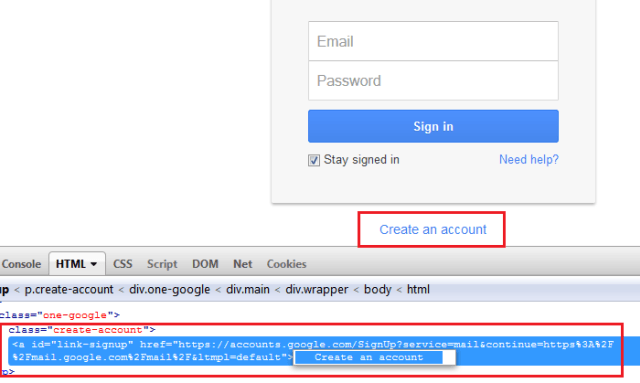 Email
Password
Sign in
Stay signed in Need help?
Create an account
Console HTML CSS Script DOM Net Cookies
< p.create-account < div.one-google < div.main < div.wrapper < body < html
class="one-google">
class="create-account">
<a id="link-signup" href="https://accounts.google.com/SignUp?service=mail&continue=https%3A%2F
%2Fmail.google.com%2Fmail%2F&ltmpl=default"> Create an account